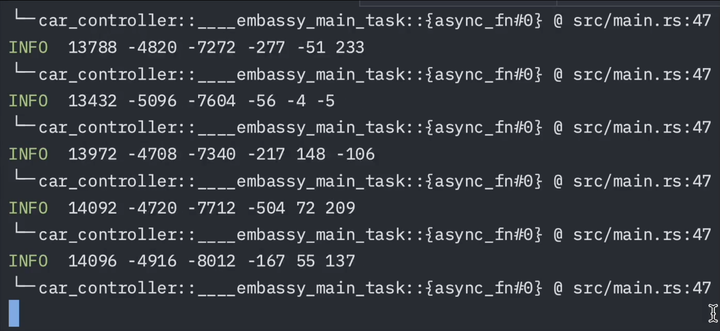 └─car_controller::____embassy_main_task::{async_fn#0} @ src/main.rs:47
INFO  13788 -4820 -7272 -277 -51 233
└─car_controller::____embassy_main_task::{async_fn#0} @ src/main.rs:47
INFO  13432 -5096 -7604 -56 -4 -5
└─car_controller::____embassy_main_task::{async_fn#0} @ src/main.rs:47
INFO  13972 -4708 -7340 -217 148 -106
└─car_controller::____embassy_main_task::{async_fn#0} @ src/main.rs:47
INFO  14092 -4720 -7712 -504 72 209
└─car_controller::____embassy_main_task::{async_fn#0} @ src/main.rs:47
INFO  14096 -4916 -8012 -167 55 137
└─car_controller::____embassy_main_task::{async_fn#0} @ src/main.rs:47